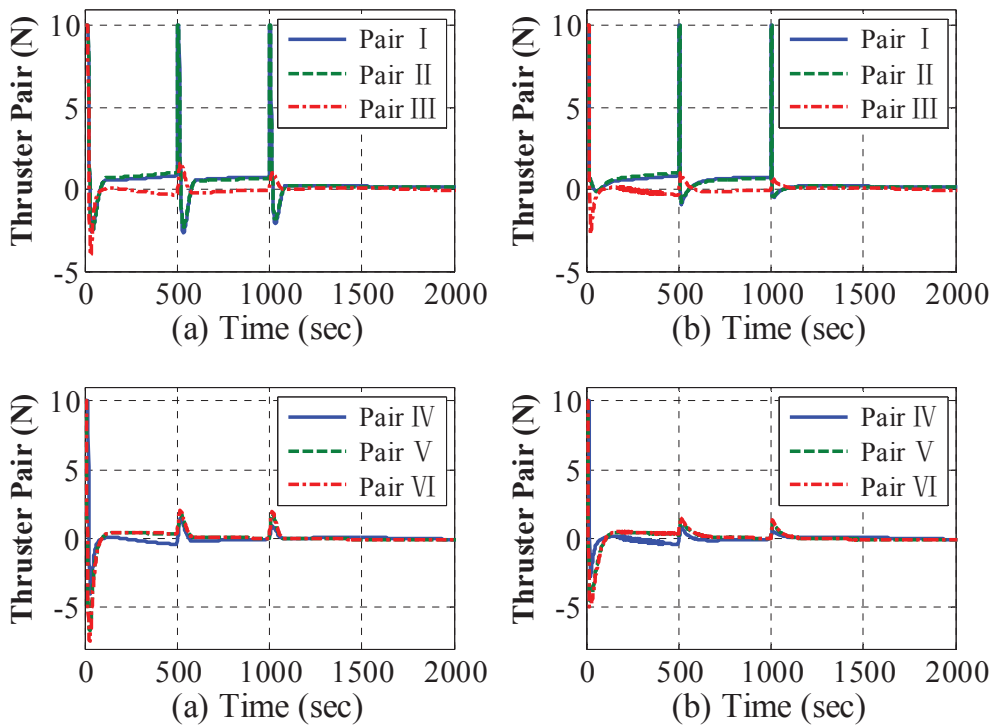 Thruster Pair (N)
10
5
0
-5
Pair Ⅰ
Pair Ⅱ
Pair Ⅲ
0 500 1000 1500 2000
(a) Time (sec)
Thruster Pair (N)
10
5
0
-5
Pair Ⅰ
Pair Ⅱ
Pair Ⅲ
0 500 1000 1500 2000
(b) Time (sec)
Thruster Pair (N)
10
5
0
-5
Pair Ⅳ
Pair Ⅴ
Pair Ⅵ
0 500 1000 1500 2000
(a) Time (sec)
Thruster Pair (N)
10
5
0
-5
Pair Ⅳ
Pair Ⅴ
Pair Ⅵ
0 500 1000 1500 2000
(b) Time (sec)